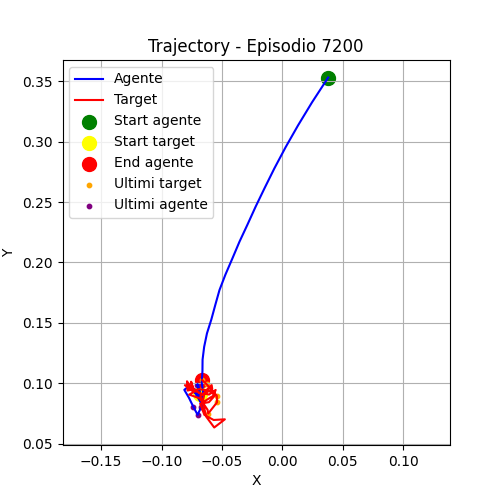 Trajectory - Episodio 7200
Agente
Target
Start agente
Start target
End agente
Ultimi target
Ultimi agente
Y
0.35
0.30
0.25
0.20
0.15
0.10
0.05
−0.15
−0.10
−0.05
0.00
0.05
0.10
X